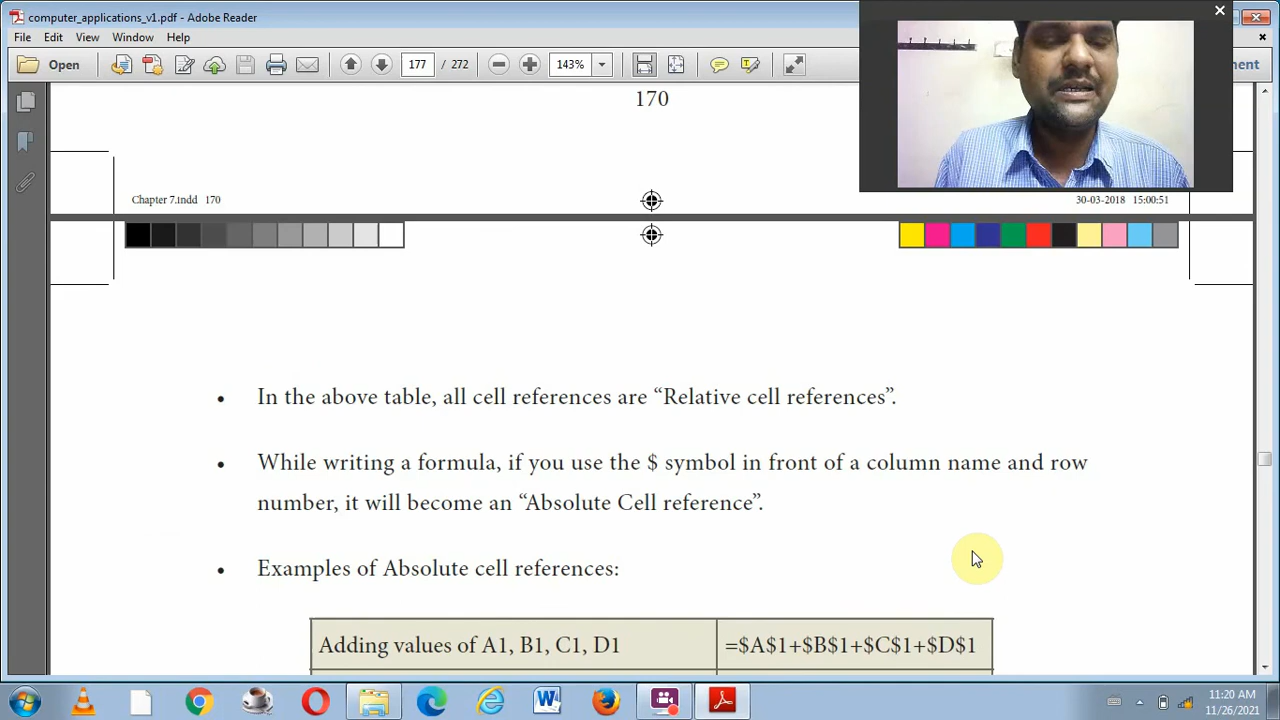 computer_applications_v1.pdf - Adobe Reader
File Edit View Window Help
Open 177 / 272 143% ment
170
Chapter 7.indd 170 30-03-2018 15:00:51
• In the above table, all cell references are “Relative cell references”.
• While writing a formula, if you use the $ symbol in front of a column name and row
number, it will become an “Absolute Cell reference”.
• Examples of Absolute cell references:
Adding values of A1, B1, C1, D1 =$A$1+$B$1+$C$1+$D$1
11:20 AM
11/26/2021